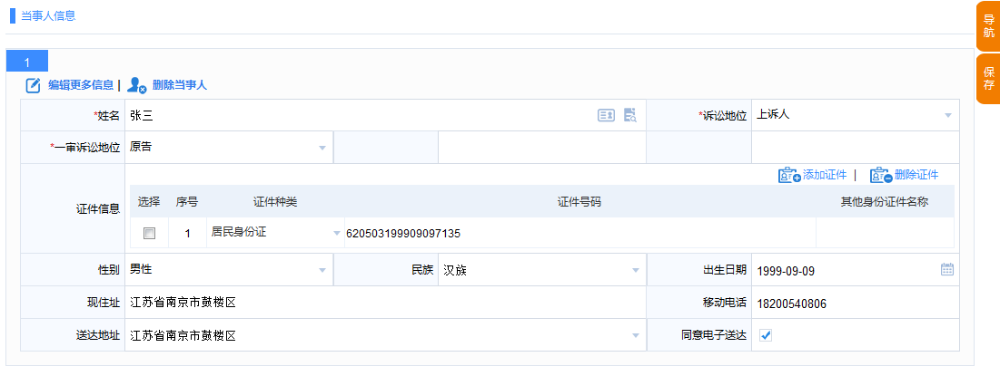 当事人信息
导航
1
编辑更多信息 | 删除当事人
保存
*姓名 张三 *诉讼地位 上诉人
*一审诉讼地位 原告
添加证件 | 删除证件
证件信息
选择 序号 证件种类 证件号码 其他身份证件名称
1 居民身份证 620503199909097135
性别 男性 民族 汉族 出生日期 1999-09-09
现住址 江苏省南京市鼓楼区 移动电话 18200540806
送达地址 江苏省南京市鼓楼区 同意电子送达